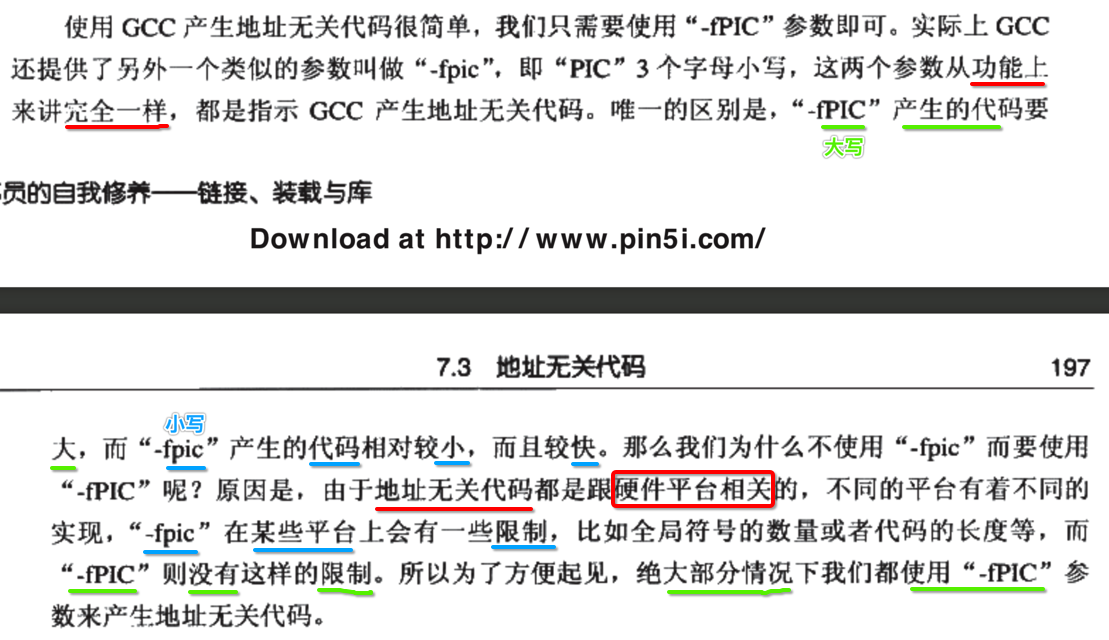 使用 GCC 产生地址无关代码很简单，我们只需要使用“-fPIC”参数即可。实际上 GCC
还提供了另外一个类似的参数叫做“-fpic”，即“PIC”3 个字母小写，这两个参数从功能上
来讲完全一样，都是指示 GCC 产生地址无关代码。唯一的区别是，“-fPIC”产生的代码要
大写
员的自我修养——链接、装载与库
Download at http://www.pin5i.com/
7.3 地址无关代码 197
小写
大，而“-fpic”产生的代码相对较小，而且较快。那么我们为什么不使用“-fpic”而要使用
“-fPIC”呢？原因是，由于地址无关代码都是跟硬件平台相关的，不同的平台有着不同的
实现，“-fpic”在某些平台上会有一些限制，比如全局符号的数量或者代码的长度等，而
“-fPIC”则没有这样的限制。所以为了方便起见，绝大部分情况下我们都使用“-fPIC”参
数来产生地址无关代码。